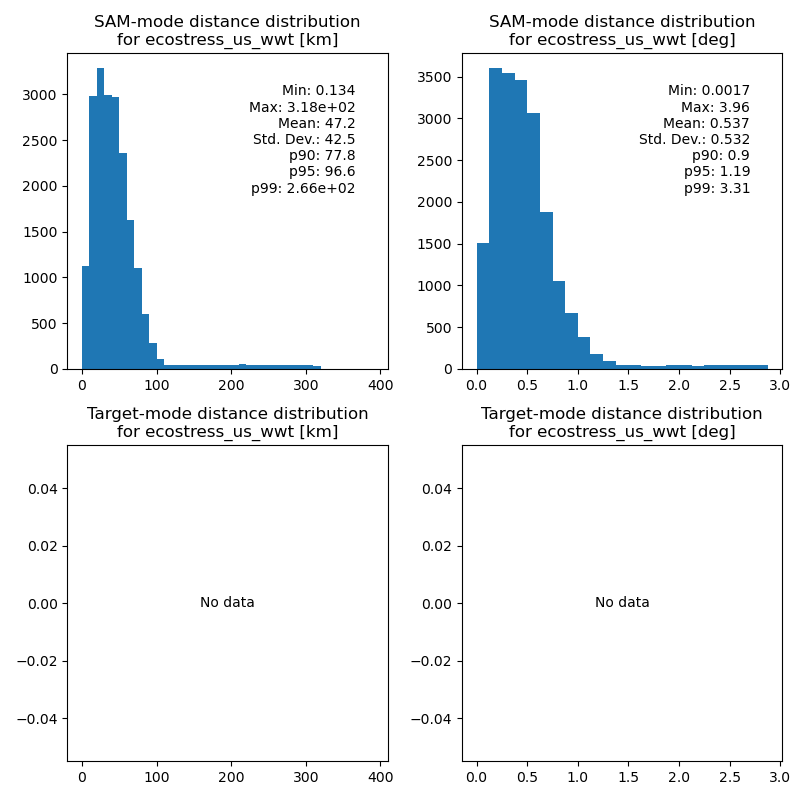 SAM-mode distance distribution
for ecostress_us_wwt [km]
3000
2500
2000
1500
1000
500
0
Min: 0.134
Max: 3.18e+02
Mean: 47.2
Std. Dev.: 42.5
p90: 77.8
p95: 96.6
p99: 2.66e+02
0 100 200 300 400
SAM-mode distance distribution
for ecostress_us_wwt [deg]
3500
3000
2500
2000
1500
1000
500
0
Min: 0.0017
Max: 3.96
Mean: 0.537
Std. Dev.: 0.532
p90: 0.9
p95: 1.19
p99: 3.31
0.0 0.5 1.0 1.5 2.0 2.5 3.0
Target-mode distance distribution
for ecostress_us_wwt [km]
0.04
0.02
0.00
−0.02
−0.04
No data
0 100 200 300 400
Target-mode distance distribution
for ecostress_us_wwt [deg]
0.04
0.02
0.00
−0.02
−0.04
No data
0.0 0.5 1.0 1.5 2.0 2.5 3.0